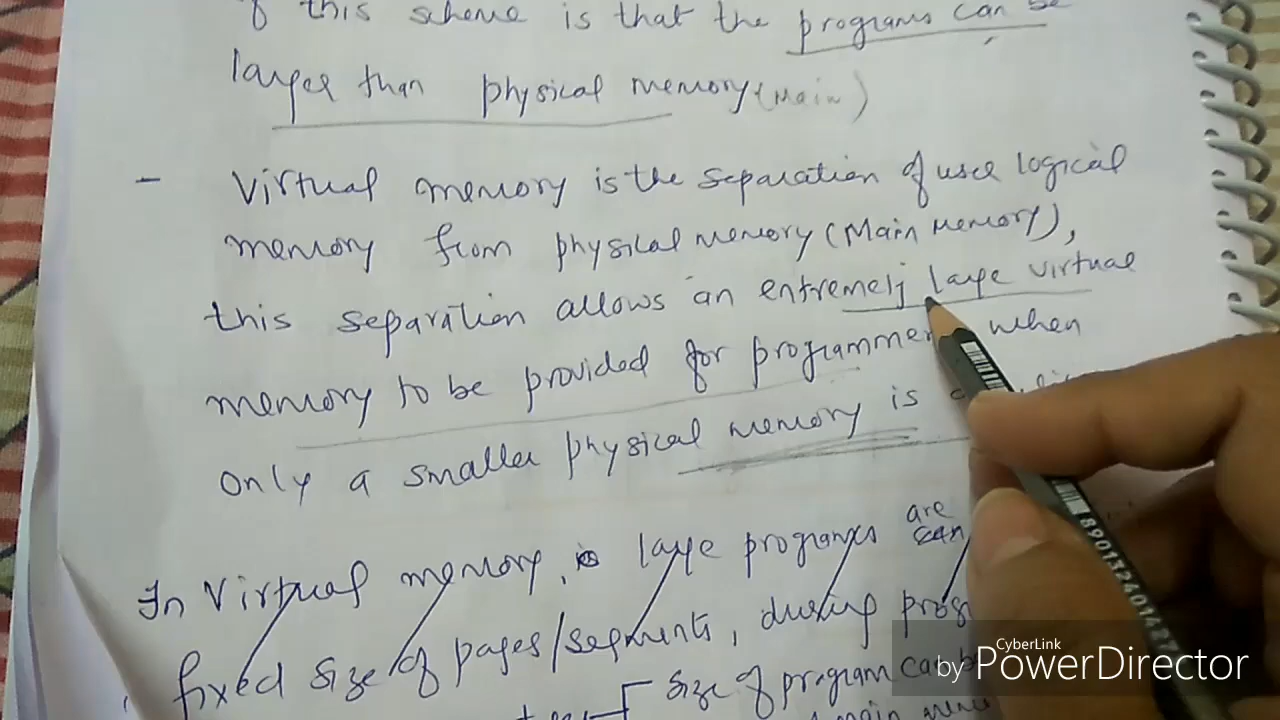 of this scheme is that the programs can be
larger than physical memory (Main)
- Virtual memory is the separation of user logical
memory from physical memory (Main Memory),
this separation allows an extremely large virtual
memory to be provided for programmers when
only a smaller physical memory is
In Virtual memory, large programs are can
fixed size of pages/segments, during
size of program can be
main
8901324014277
CyberLink
by PowerDirector